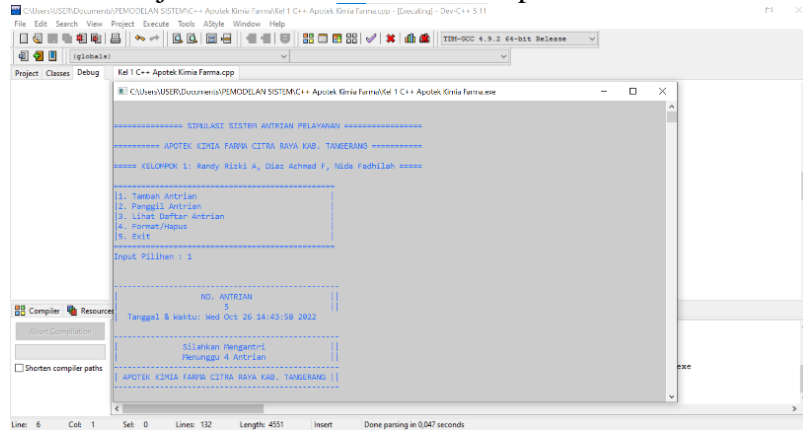 C:\Users\USER\Documents\PEMODELAN SISTEM\C++ Apotek Kimia Farma\Kel 1 C++ Apotek Kimia Farma.cpp - [Executing] - Dev-C++ 5.11
File Edit Search View Project Execute Tools AStyle Window Help
TDM-GCC 4.9.2 64-bit Release
(globals)
Project Classes Debug
Kel 1 C++ Apotek Kimia Farma.cpp
C:\Users\USER\Documents\PEMODELAN SISTEM\C++ Apotek Kimia Farma\Kel 1 C++ Apotek Kimia Farma.exe
=============== SIMULASI SISTEM ANTRIAN PELAYANAN =================
========== APOTEK KIMIA FARMA CITRA RAYA KAB. TANGERANG ===========
===== KELOMPOK 1: Randy Rizki A, Dias Achmad F, Nida Fadhilah =====
|1. Tambah Antrian |
|2. Panggil Antrian |
|3. Lihat Daftar Antrian |
|4. Format/Hapus |
|5. Exit |
Input Pilihan : 1
| NO. ANTRIAN ||
| 5 ||
Tanggal & Waktu: Wed Oct 26 14:43:50 2022
| Silahkan Mengantri ||
| Menunggu 4 Antrian ||
| APOTEK KIMIA FARMA CITRA RAYA KAB. TANGERANG ||
Compiler Resources
Abort Compilation
Shorten compiler paths
exe
Line: 6 Col: 1 Sel: 0 Lines: 132 Length: 4551 Insert Done parsing in 0,047 seconds